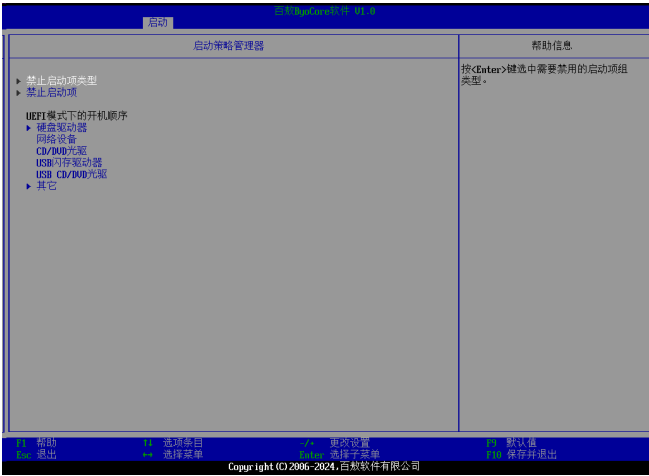 百敖ByoCore软件 V1.0
启动
启动策略管理器
帮助信息
禁止启动项类型
禁止启动项
按<Enter>键选中需要禁用的启动项组
类型。
UEFI模式下的开机顺序
硬盘驱动器
网络设备
CD/DVD光驱
USB闪存驱动器
USB CD/DVD光驱
其它
F1 帮助 ↑↓ 选项条目 -/+ 更改设置 F9 默认值
Esc 退出 ←→ 选择菜单 Enter 选择子菜单 F10 保存并退出
Copyright(C)2006-2024,百敖软件有限公司